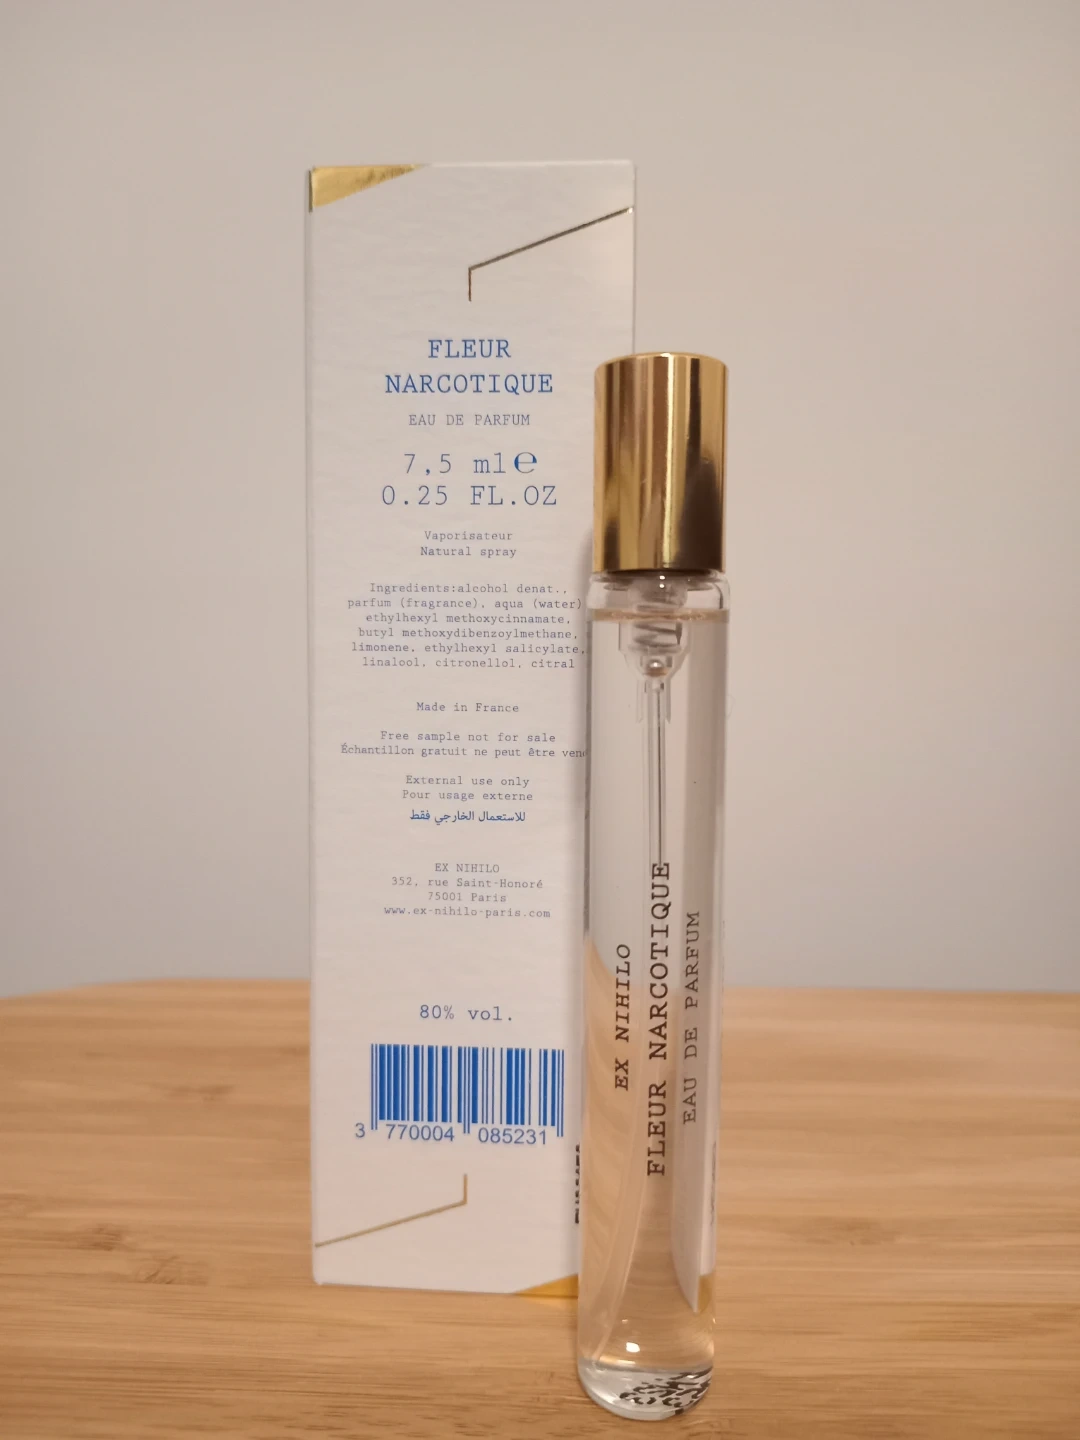 FLEUR
NARCOTIQUE
EAU DE PARFUM
7,5 ml℮
0.25 FL.OZ
Vaporisateur
Natural spray
Ingredients:alcohol denat.,
parfum (fragrance), aqua (water)
ethylhexyl methoxycinnamate,
butyl methoxydibenzoylmethane,
limonene, ethylhexyl salicylate,
linalool, citronellol, citral
Made in France
Free sample not for sale
Échantillon gratuit ne peut être
External use only
Pour usage externe
للاستعمال الخارجي فقط
EX NIHILO
352, rue Saint-Honoré
75001 Paris
www.ex-nihilo-paris.com
80% vol.
3 770004 085231
EX NIHILO
FLEUR NARCOTIQUE
EAU DE PARFUM